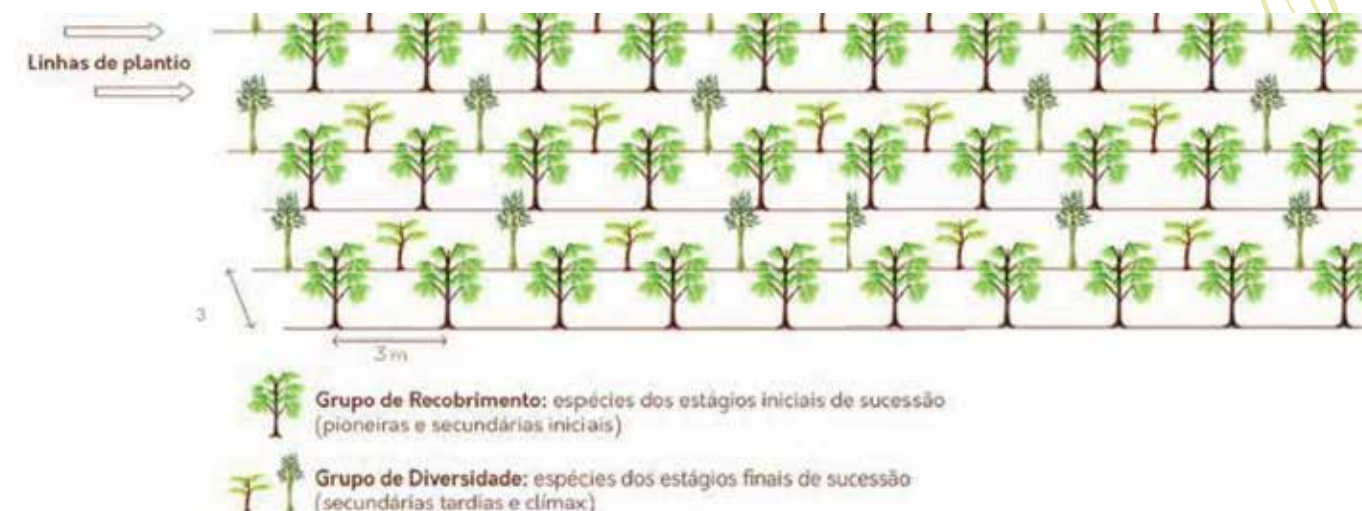 Linhas de plantio
3
3 m
Grupo de Recobrimento: espécies dos estágios iniciais de sucessão
(pioneiras e secundárias iniciais)
Grupo de Diversidade: espécies dos estágios finais de sucessão
(secundárias tardias e clímax)